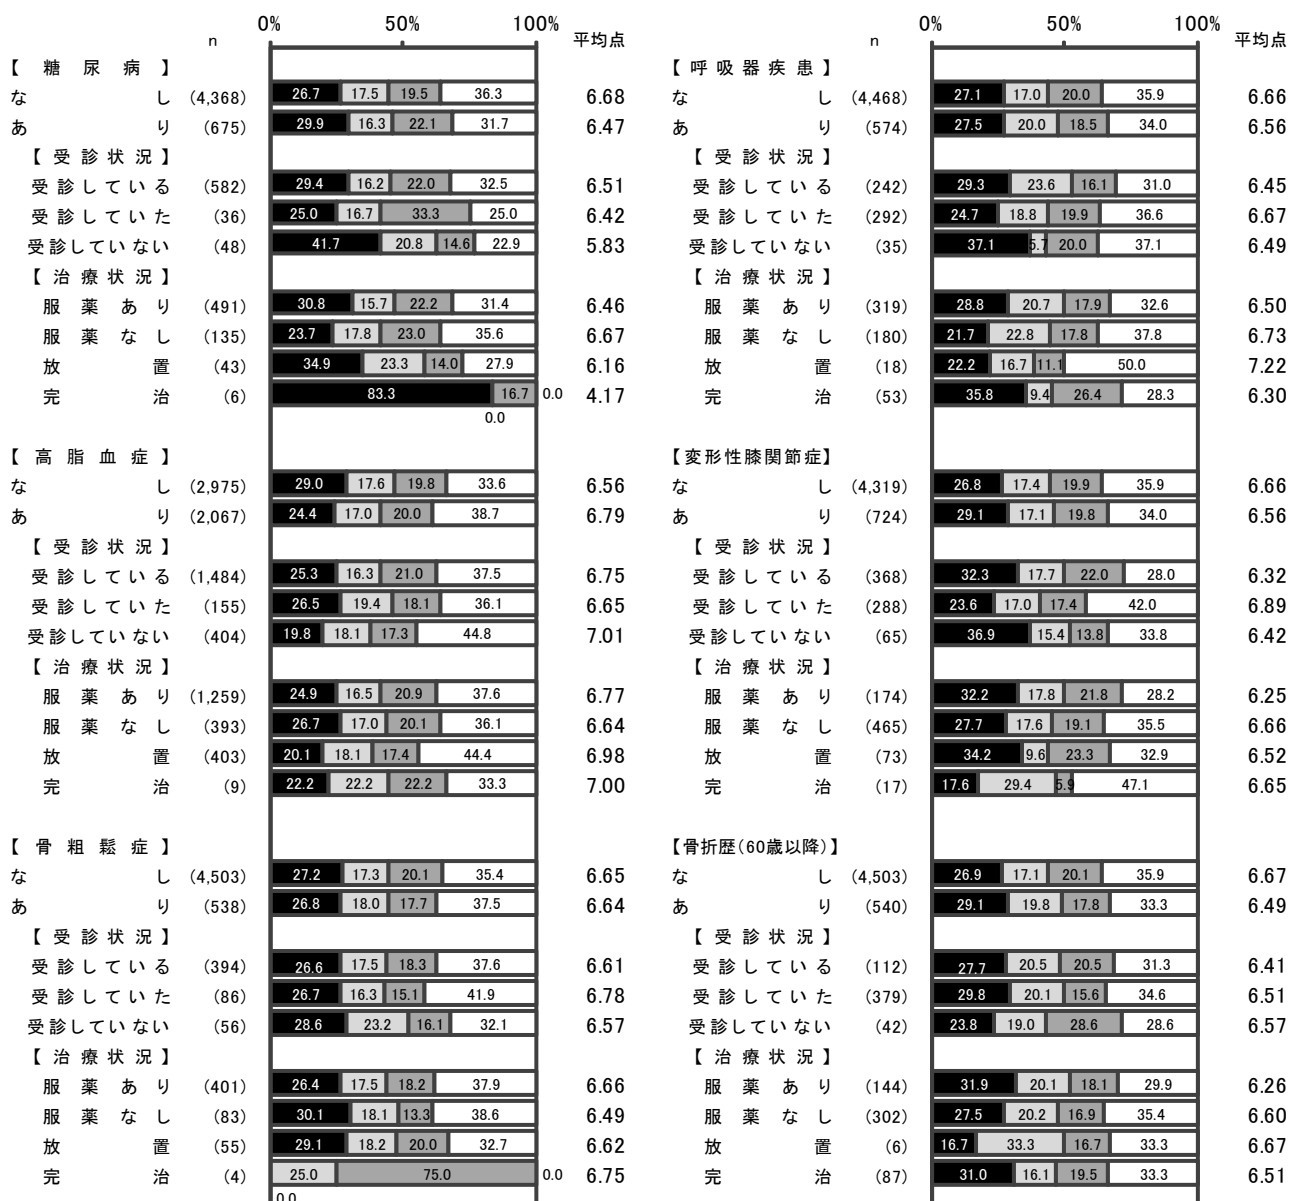 0% 50% 100%
n 平均点
【糖尿病】
なし (4,368) 26.7 17.5 19.5 36.3 6.68
あり (675) 29.9 16.3 22.1 31.7 6.47
【受診状況】
受診している (582) 29.4 16.2 22.0 32.5 6.51
受診していた (36) 25.0 16.7 33.3 25.0 6.42
受診していない (48) 41.7 20.8 14.6 22.9 5.83
【治療状況】
服薬あり (491) 30.8 15.7 22.2 31.4 6.46
服薬なし (135) 23.7 17.8 23.0 35.6 6.67
放置 (43) 34.9 23.3 14.0 27.9 6.16
完治 (6) 83.3 16.7 0.0 4.17
0.0
【高脂血症】
なし (2,975) 29.0 17.6 19.8 33.6 6.56
あり (2,067) 24.4 17.0 20.0 38.7 6.79
【受診状況】
受診している (1,484) 25.3 16.3 21.0 37.5 6.75
受診していた (155) 26.5 19.4 18.1 36.1 6.65
受診していない (404) 19.8 18.1 17.3 44.8 7.01
【治療状況】
服薬あり (1,259) 24.9 16.5 20.9 37.6 6.77
服薬なし (393) 26.7 17.0 20.1 36.1 6.64
放置 (403) 20.1 18.1 17.4 44.4 6.98
完治 (9) 22.2 22.2 22.2 33.3 7.00
【骨粗鬆症】
なし (4,503) 27.2 17.3 20.1 35.4 6.65
あり (538) 26.8 18.0 17.7 37.5 6.64
【受診状況】
受診している (394) 26.6 17.5 18.3 37.6 6.61
受診していた (86) 26.7 16.3 15.1 41.9 6.78
受診していない (56) 28.6 23.2 16.1 32.1 6.57
【治療状況】
服薬あり (401) 26.4 17.5 18.2 37.9 6.66
服薬なし (83) 30.1 18.1 13.3 38.6 6.49
放置 (55) 29.1 18.2 20.0 32.7 6.62
完治 (4) 25.0 75.0 0.0 6.75
0.0
0% 50% 100%
n 平均点
【呼吸器疾患】
なし (4,468) 27.1 17.0 20.0 35.9 6.66
あり (574) 27.5 20.0 18.5 34.0 6.56
【受診状況】
受診している (242) 29.3 23.6 16.1 31.0 6.45
受診していた (292) 24.7 18.8 19.9 36.6 6.67
受診していない (35) 37.1 5.7 20.0 37.1 6.49
【治療状況】
服薬あり (319) 28.8 20.7 17.9 32.6 6.50
服薬なし (180) 21.7 22.8 17.8 37.8 6.73
放置 (18) 22.2 16.7 11.1 50.0 7.22
完治 (53) 35.8 9.4 26.4 28.3 6.30
【変形性膝関節症】
なし (4,319) 26.8 17.4 19.9 35.9 6.66
あり (724) 29.1 17.1 19.8 34.0 6.56
【受診状況】
受診している (368) 32.3 17.7 22.0 28.0 6.32
受診していた (288) 23.6 17.0 17.4 42.0 6.89
受診していない (65) 36.9 15.4 13.8 33.8 6.42
【治療状況】
服薬あり (174) 32.2 17.8 21.8 28.2 6.25
服薬なし (465) 27.7 17.6 19.1 35.5 6.66
放置 (73) 34.2 9.6 23.3 32.9 6.52
完治 (17) 17.6 29.4 5.9 47.1 6.65
【骨折歴(60歳以降)】
なし (4,503) 26.9 17.1 20.1 35.9 6.67
あり (540) 29.1 19.8 17.8 33.3 6.49
【受診状況】
受診している (112) 27.7 20.5 20.5 31.3 6.41
受診していた (379) 29.8 20.1 15.6 34.6 6.51
受診していない (42) 23.8 19.0 28.6 28.6 6.57
【治療状況】
服薬あり (144) 31.9 20.1 18.1 29.9 6.26
服薬なし (302) 27.5 20.2 16.9 35.4 6.60
放置 (6) 16.7 33.3 16.7 33.3 6.67
完治 (87) 31.0 16.1 19.5 33.3 6.51